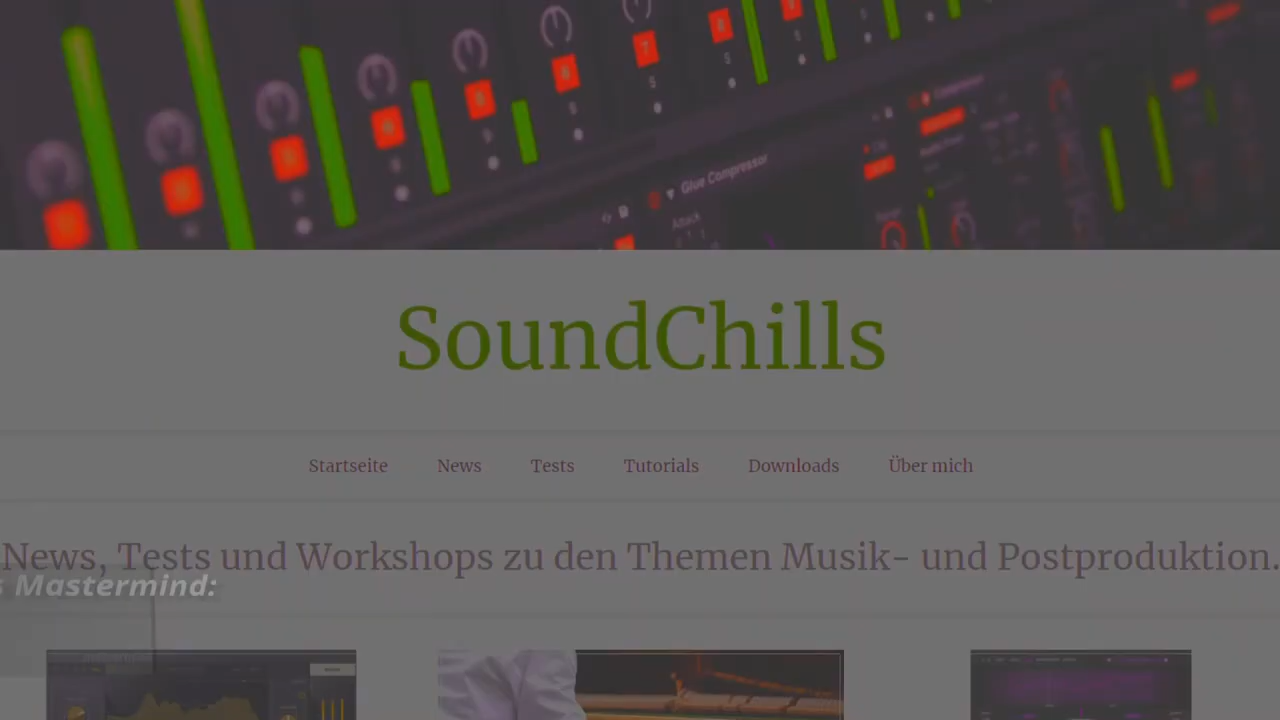 Glue Compressor
Attack
SoundChills
Startseite News Tests Tutorials Downloads Über mich
News, Tests und Workshops zu den Themen Musik- und Postproduktion.
Mastermind: